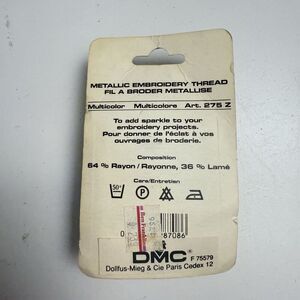 METALLIC EMBROIDERY THREAD
FIL A BRODER METALLISE
Multicolor Multicolore Art. 275 Z
To add sparkle to your
embroidery projects.
Pour donner de l'éclat à vos
ouvrages de broderie.
Composition
64 % Rayon/Rayonne, 36 % Lamé
Care/Entretien
50°
P
0 87086
DMC F 75579
Dollfus-Mieg & Cie Paris Cedex 12